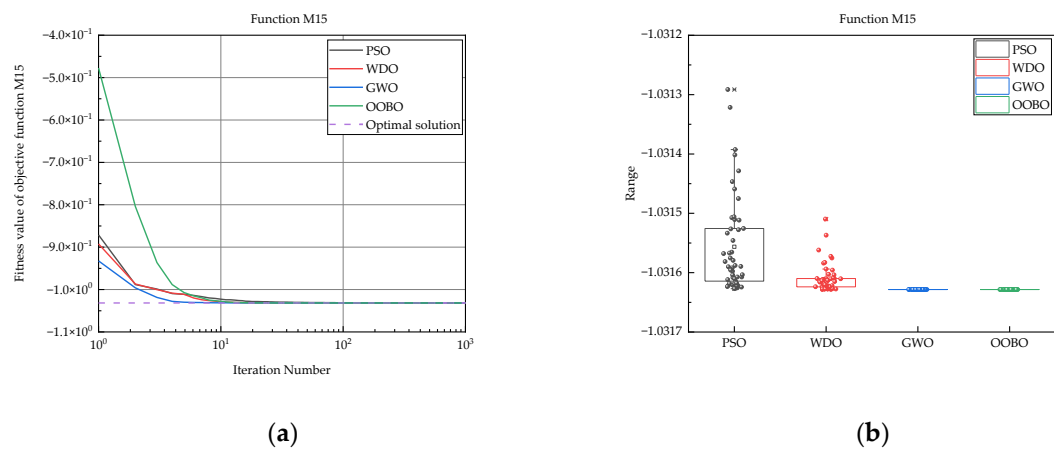 Function M15
−4.0×10⁻¹
−5.0×10⁻¹
−6.0×10⁻¹
−7.0×10⁻¹
−8.0×10⁻¹
−9.0×10⁻¹
−1.0×10⁰
−1.1×10⁰
Fitness value of objective function M15
PSO
WDO
GWO
OOBO
Optimal solution
10⁰ 10¹ 10² 10³
Iteration Number
(a)
Function M15
−1.0312
−1.0313
−1.0314
−1.0315
−1.0316
−1.0317
Range
PSO
WDO
GWO
OOBO
PSO WDO GWO OOBO
(b)